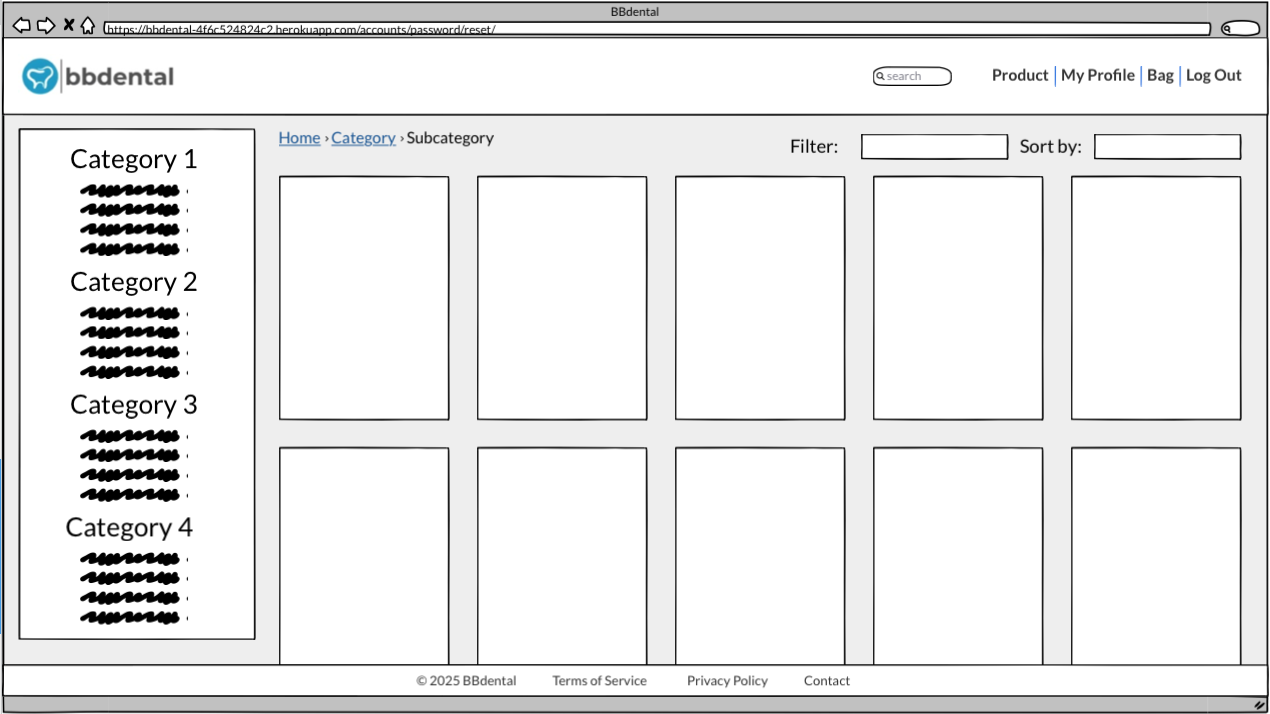 BBdental
https://bbdental-4f6c524824c2.herokuapp.com/accounts/password/reset/
bbdental
search
Product My Profile Bag Log Out
Home › Category › Subcategory
Filter: Sort by:
Category 1
Category 2
Category 3
Category 4
© 2025 BBdental Terms of Service Privacy Policy Contact